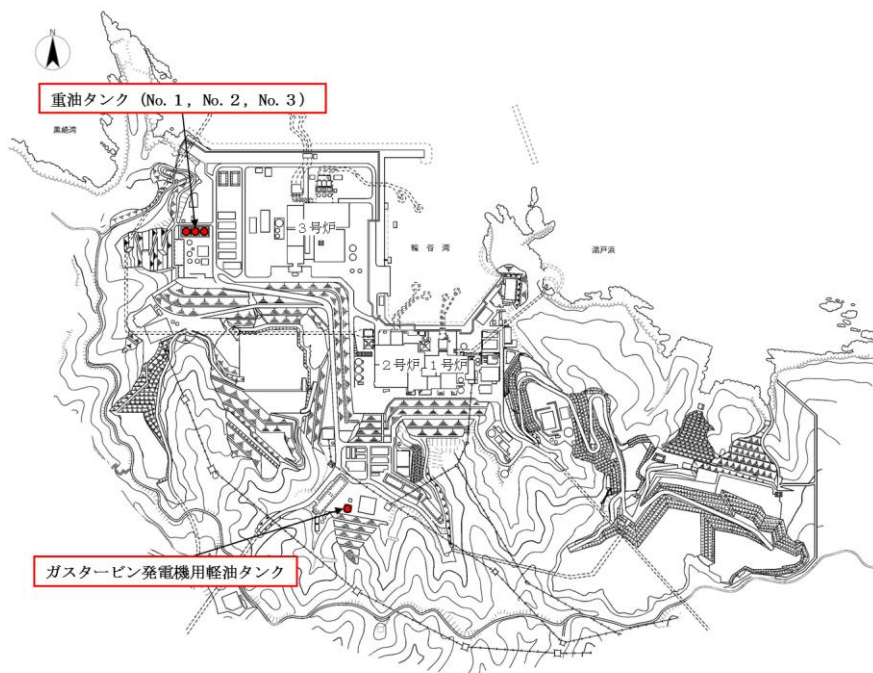 N
重油タンク (No. 1, No. 2, No. 3)
黒崎湾
3号炉
輪谷湾
瀬戸浜
2号炉
1号炉
ガスタービン発電機用軽油タンク